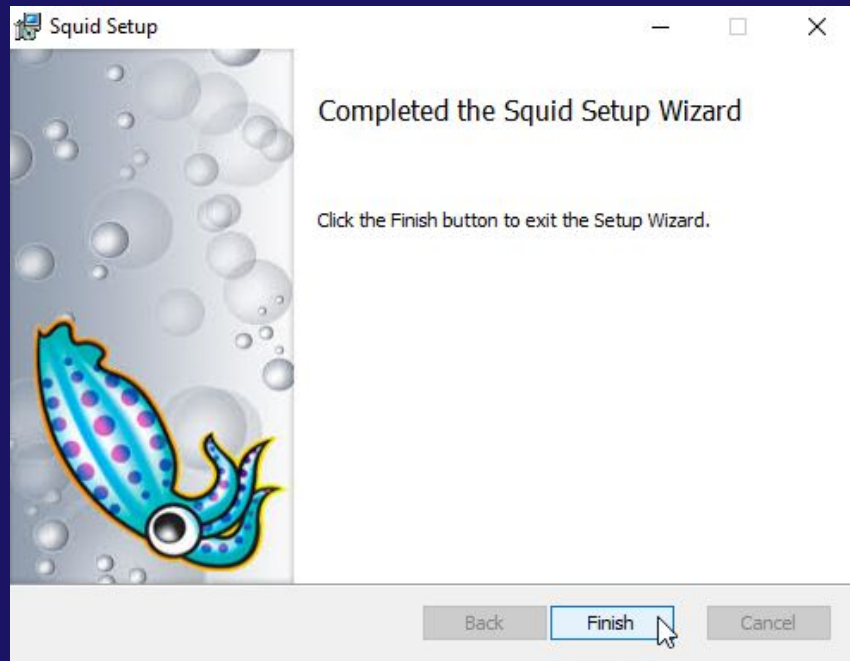 Squid Setup
Completed the Squid Setup Wizard
Click the Finish button to exit the Setup Wizard.
Back Finish Cancel